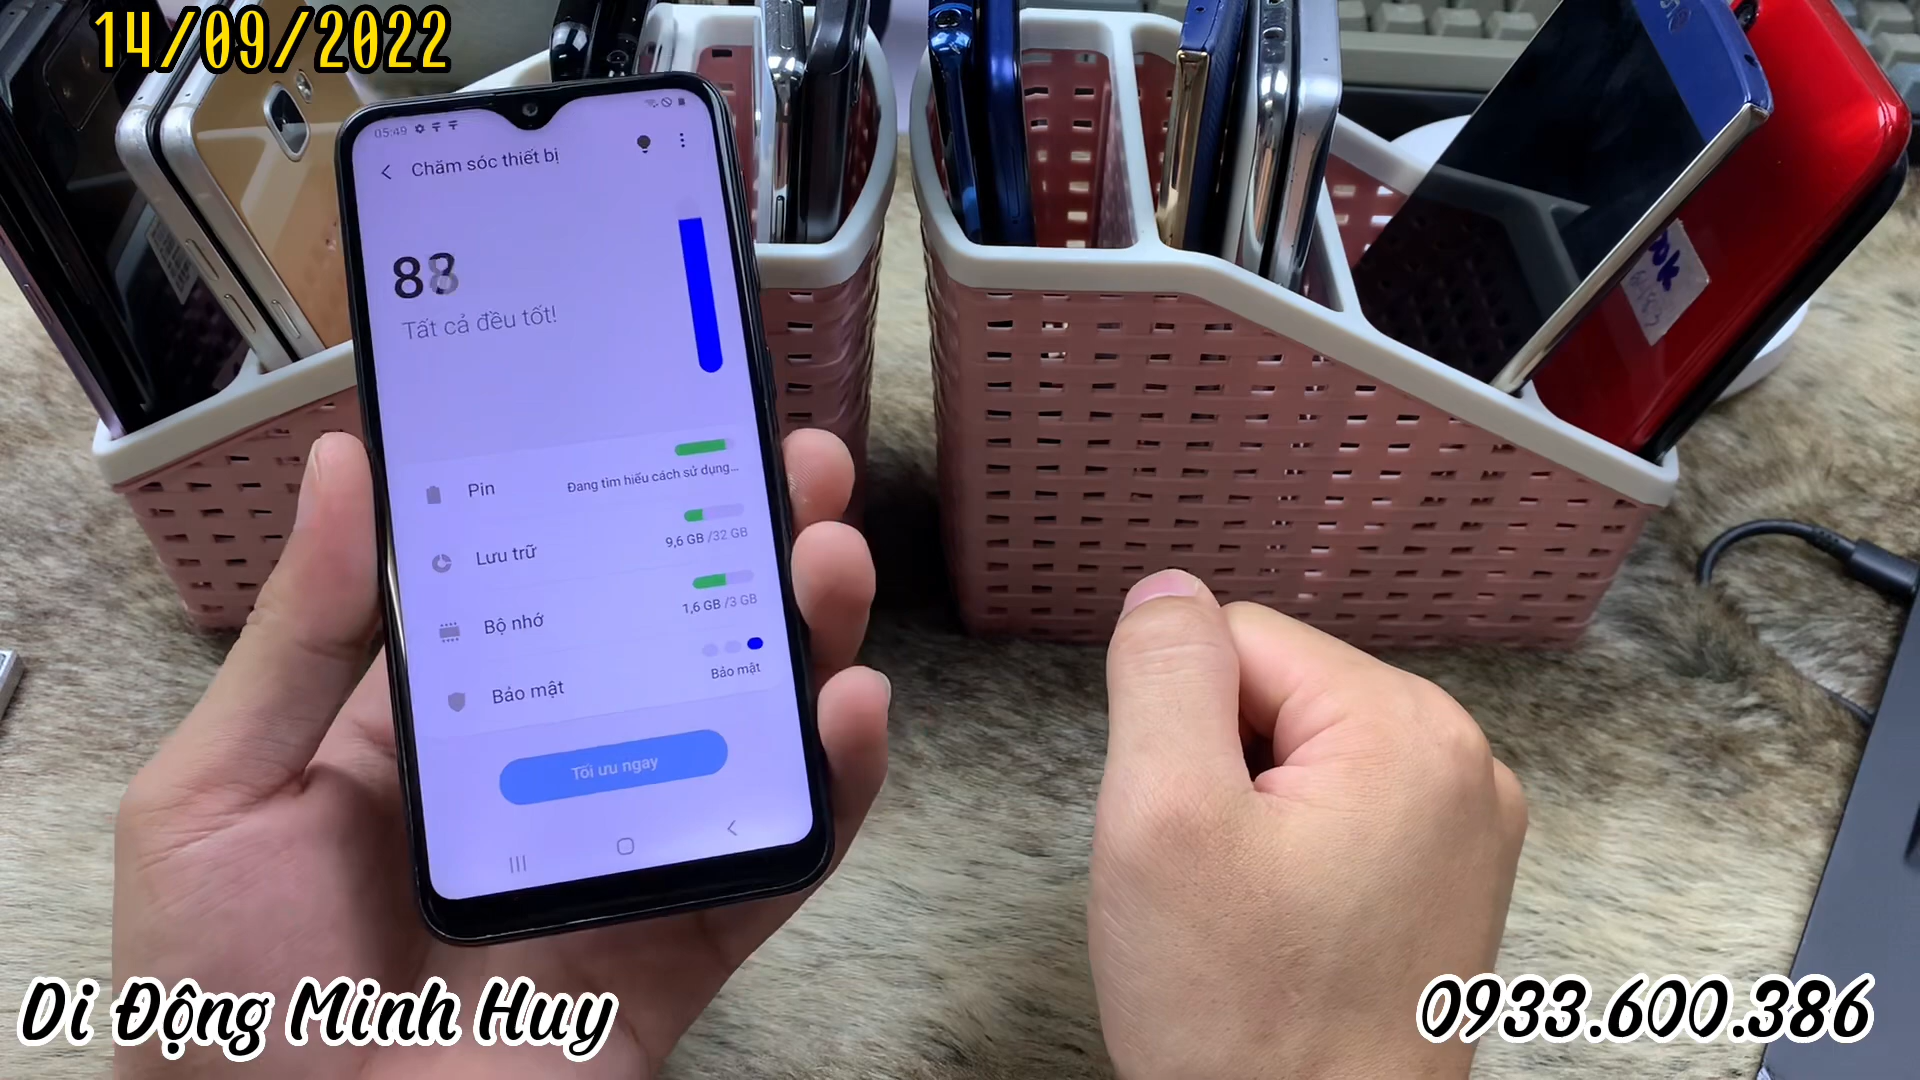 14/09/2022
05:49
Chăm sóc thiết bị
Tất cả đều tốt!
Pin
Đang tìm hiểu cách sử dụng...
Lưu trữ
9,6 GB /32 GB
Bộ nhớ
1,6 GB /3 GB
Bảo mật
Bảo mật
Tối ưu ngay
Di Động Minh Huy
0933.600.386